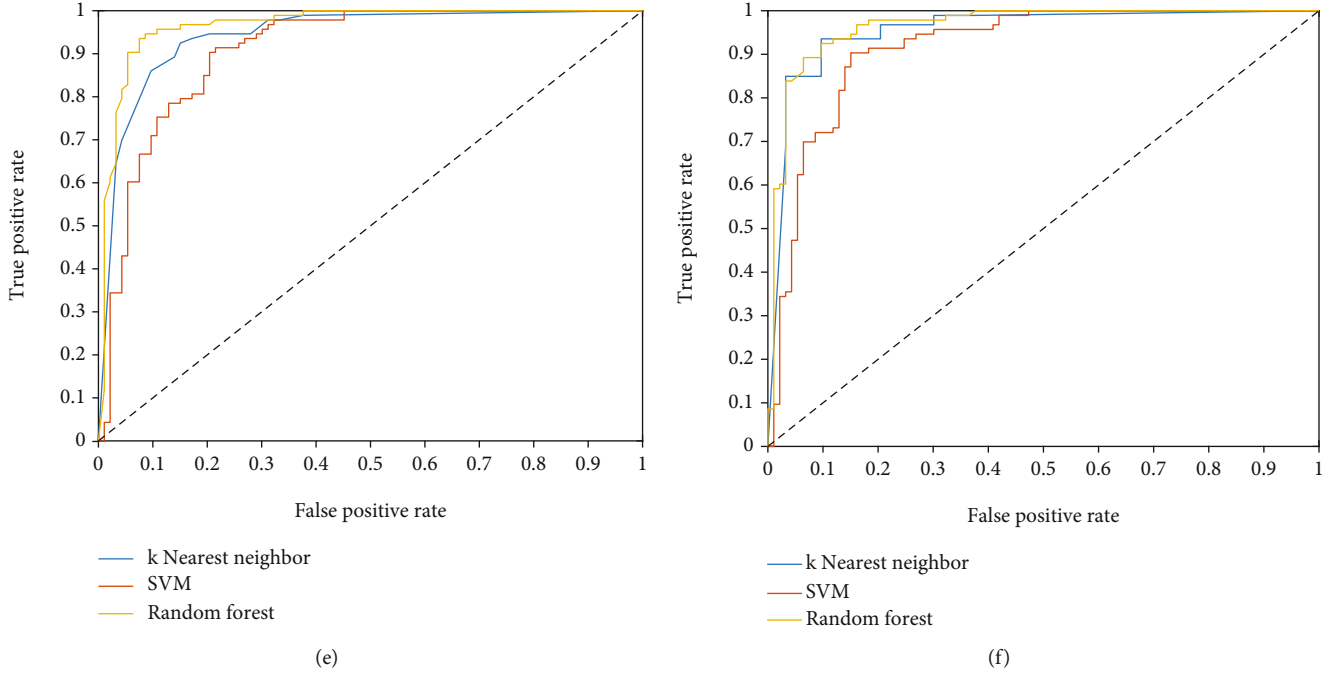 1
0.9
0.8
0.7
0.6
0.5
0.4
0.3
0.2
0.1
0
True positive rate
0 0.1 0.2 0.3 0.4 0.5 0.6 0.7 0.8 0.9 1
False positive rate
k Nearest neighbor
SVM
Random forest
(e)
1
0.9
0.8
0.7
0.6
0.5
0.4
0.3
0.2
0.1
0
True positive rate
0 0.1 0.2 0.3 0.4 0.5 0.6 0.7 0.8 0.9 1
False positive rate
k Nearest neighbor
SVM
Random forest
(f)